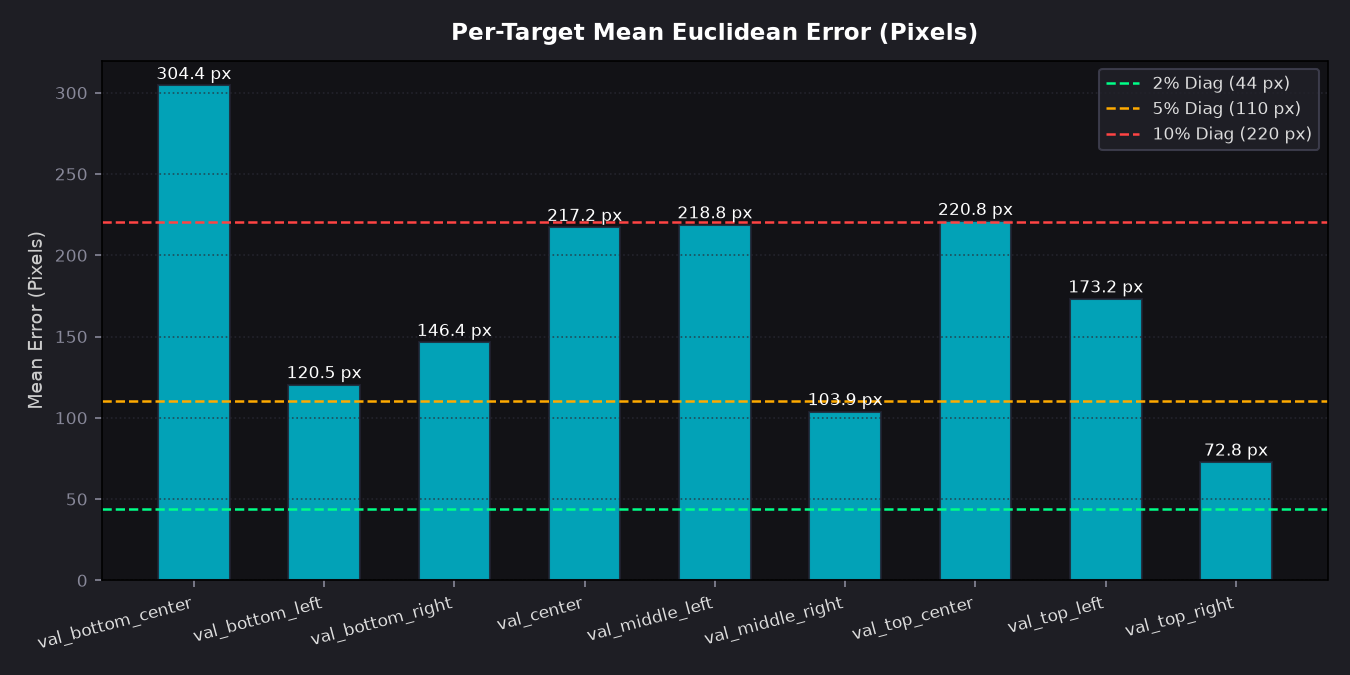 Per-Target Mean Euclidean Error (Pixels)
304.4 px
120.5 px
146.4 px
217.2 px
218.8 px
103.9 px
220.8 px
173.2 px
72.8 px
2% Diag (44 px)
5% Diag (110 px)
10% Diag (220 px)
Mean Error (Pixels)
300
250
200
150
100
50
0
val_bottom_center
val_bottom_left
val_bottom_right
val_center
val_middle_left
val_middle_right
val_top_center
val_top_left
val_top_right